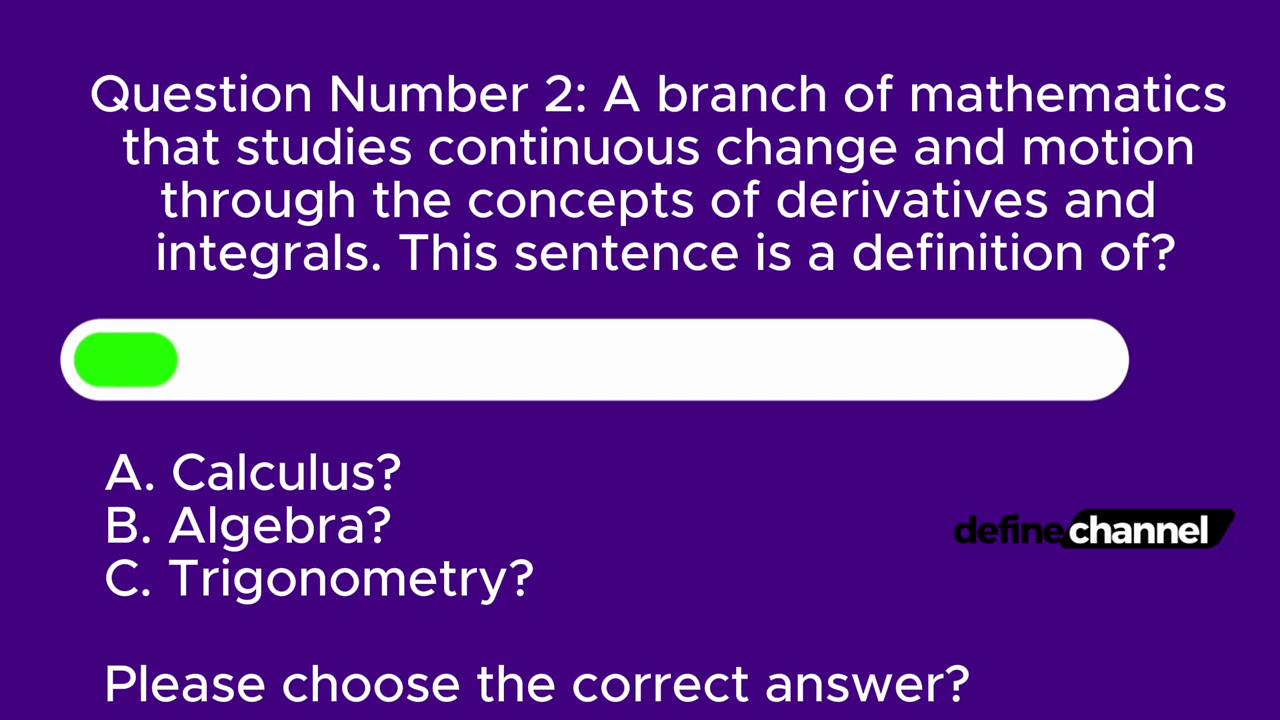 Question Number 2: A branch of mathematics
that studies continuous change and motion
through the concepts of derivatives and
integrals. This sentence is a definition of?
A. Calculus?
B. Algebra?
definechannel
C. Trigonometry?
Please choose the correct answer?